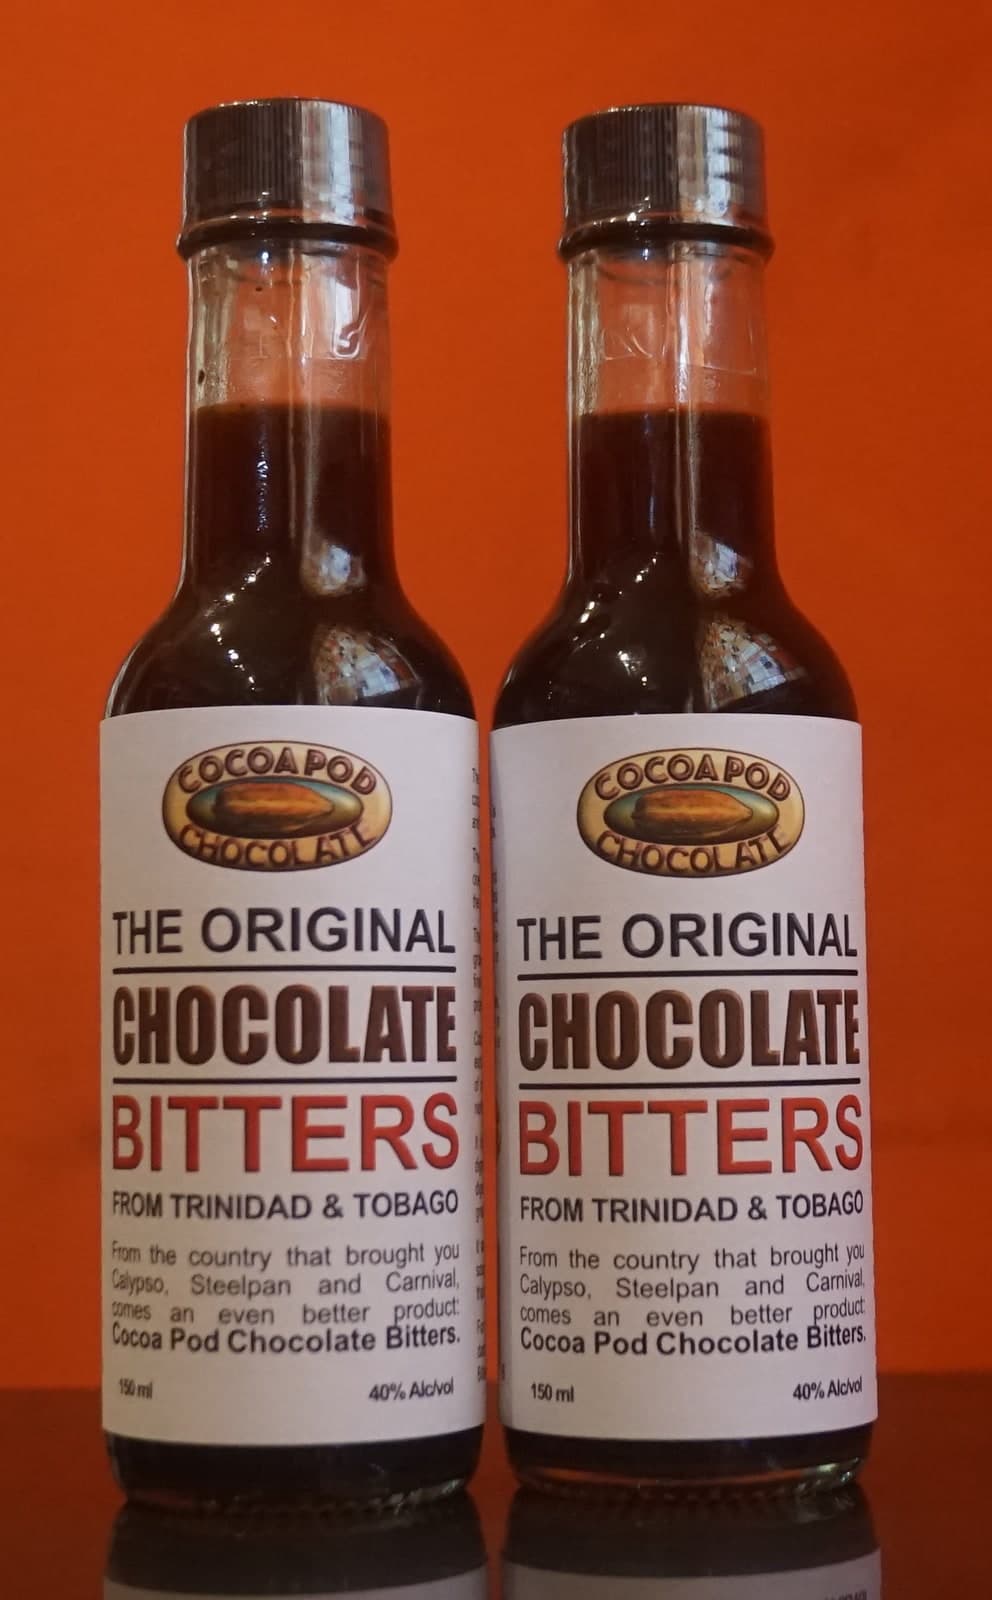 COCOA POD
CHOCOLATE
THE ORIGINAL
CHOCOLATE
BITTERS
FROM TRINIDAD & TOBAGO
From the country that brought you
Calypso, Steelpan and Carnival,
comes an even better product:
Cocoa Pod Chocolate Bitters.
150 ml
40% Alc/vol
COCOA POD
CHOCOLATE
THE ORIGINAL
CHOCOLATE
BITTERS
FROM TRINIDAD & TOBAGO
From the country that brought you
Calypso, Steelpan and Carnival,
comes an even better product:
Cocoa Pod Chocolate Bitters.
150 ml
40% Alc/vol